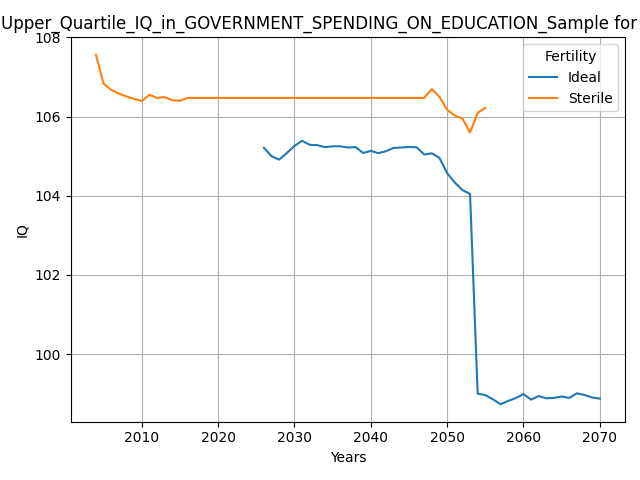 Upper_Quartile_IQ_in_GOVERNMENT_SPENDING_ON_EDUCATION_Sample for
108
106
104
102
100
IQ
Fertility
Ideal
Sterile
2010 2020 2030 2040 2050 2060 2070
Years